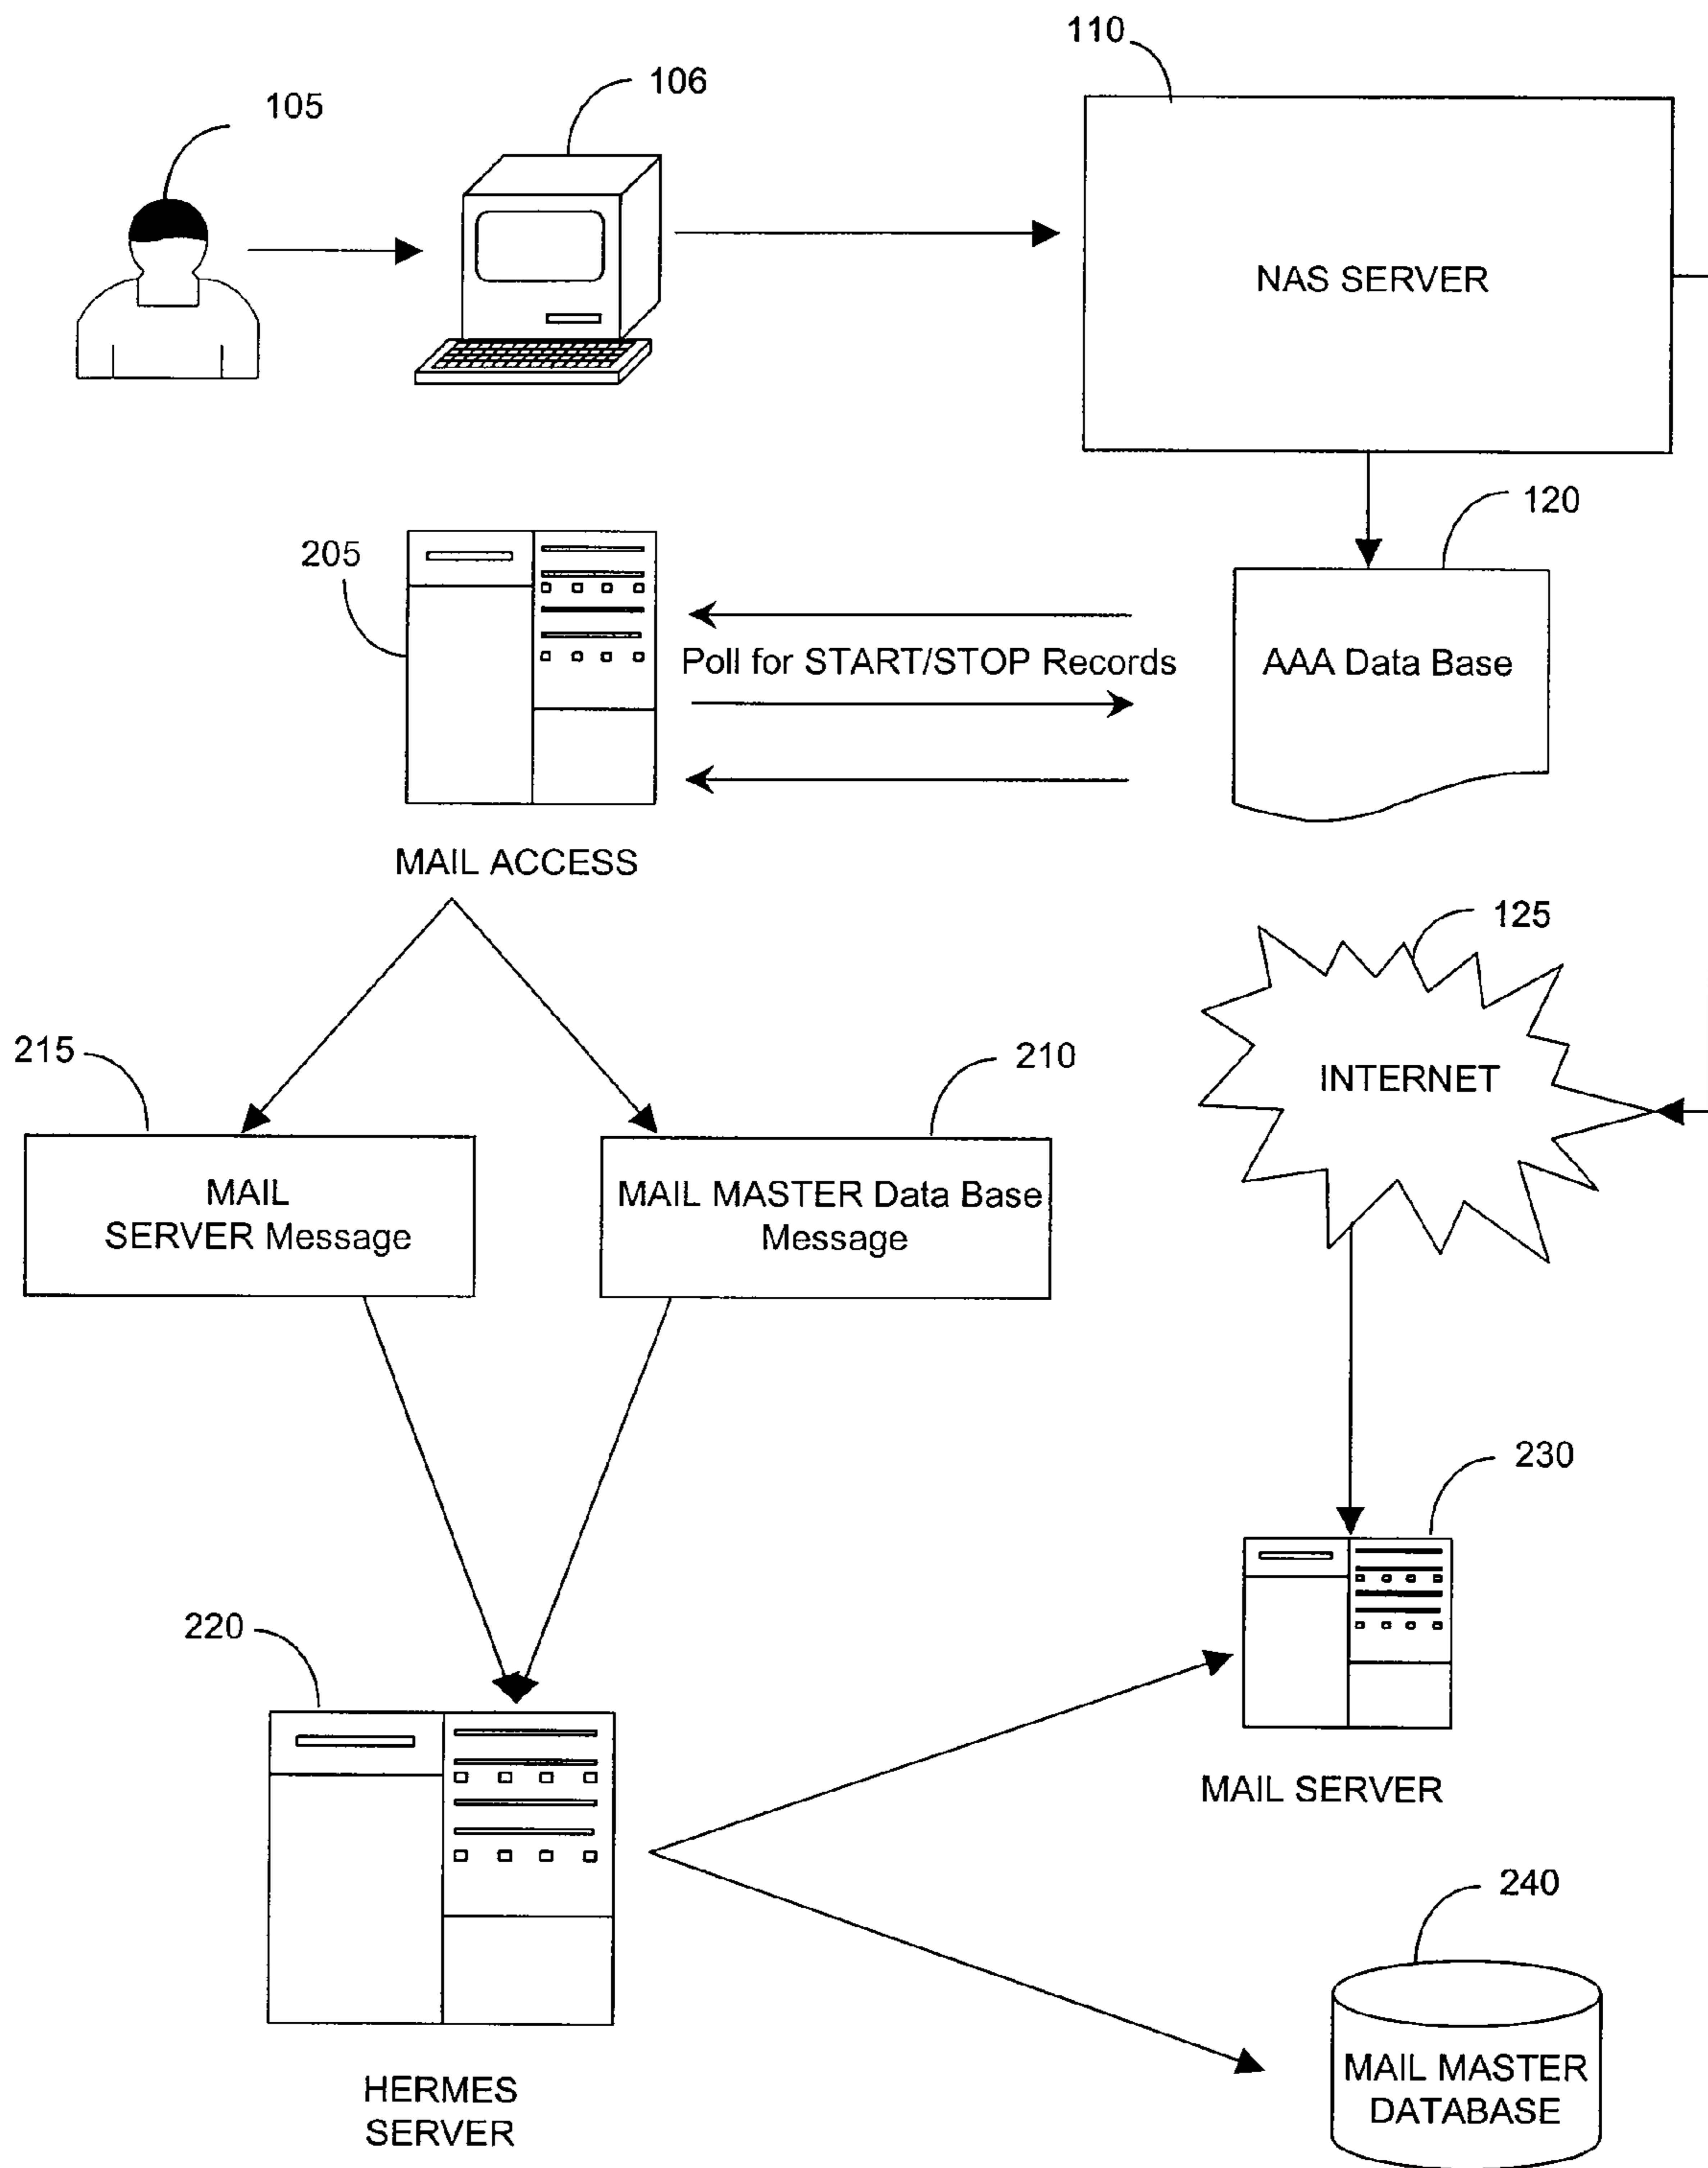 110
106
105
NAS SERVER
120
205
Poll for START/STOP Records
AAA Data Base
MAIL ACCESS
125
215
210
INTERNET
MAIL
SERVER Message
MAIL MASTER Data Base
Message
230
220
MAIL SERVER
240
MAIL MASTER
DATABASE
HERMES
SERVER